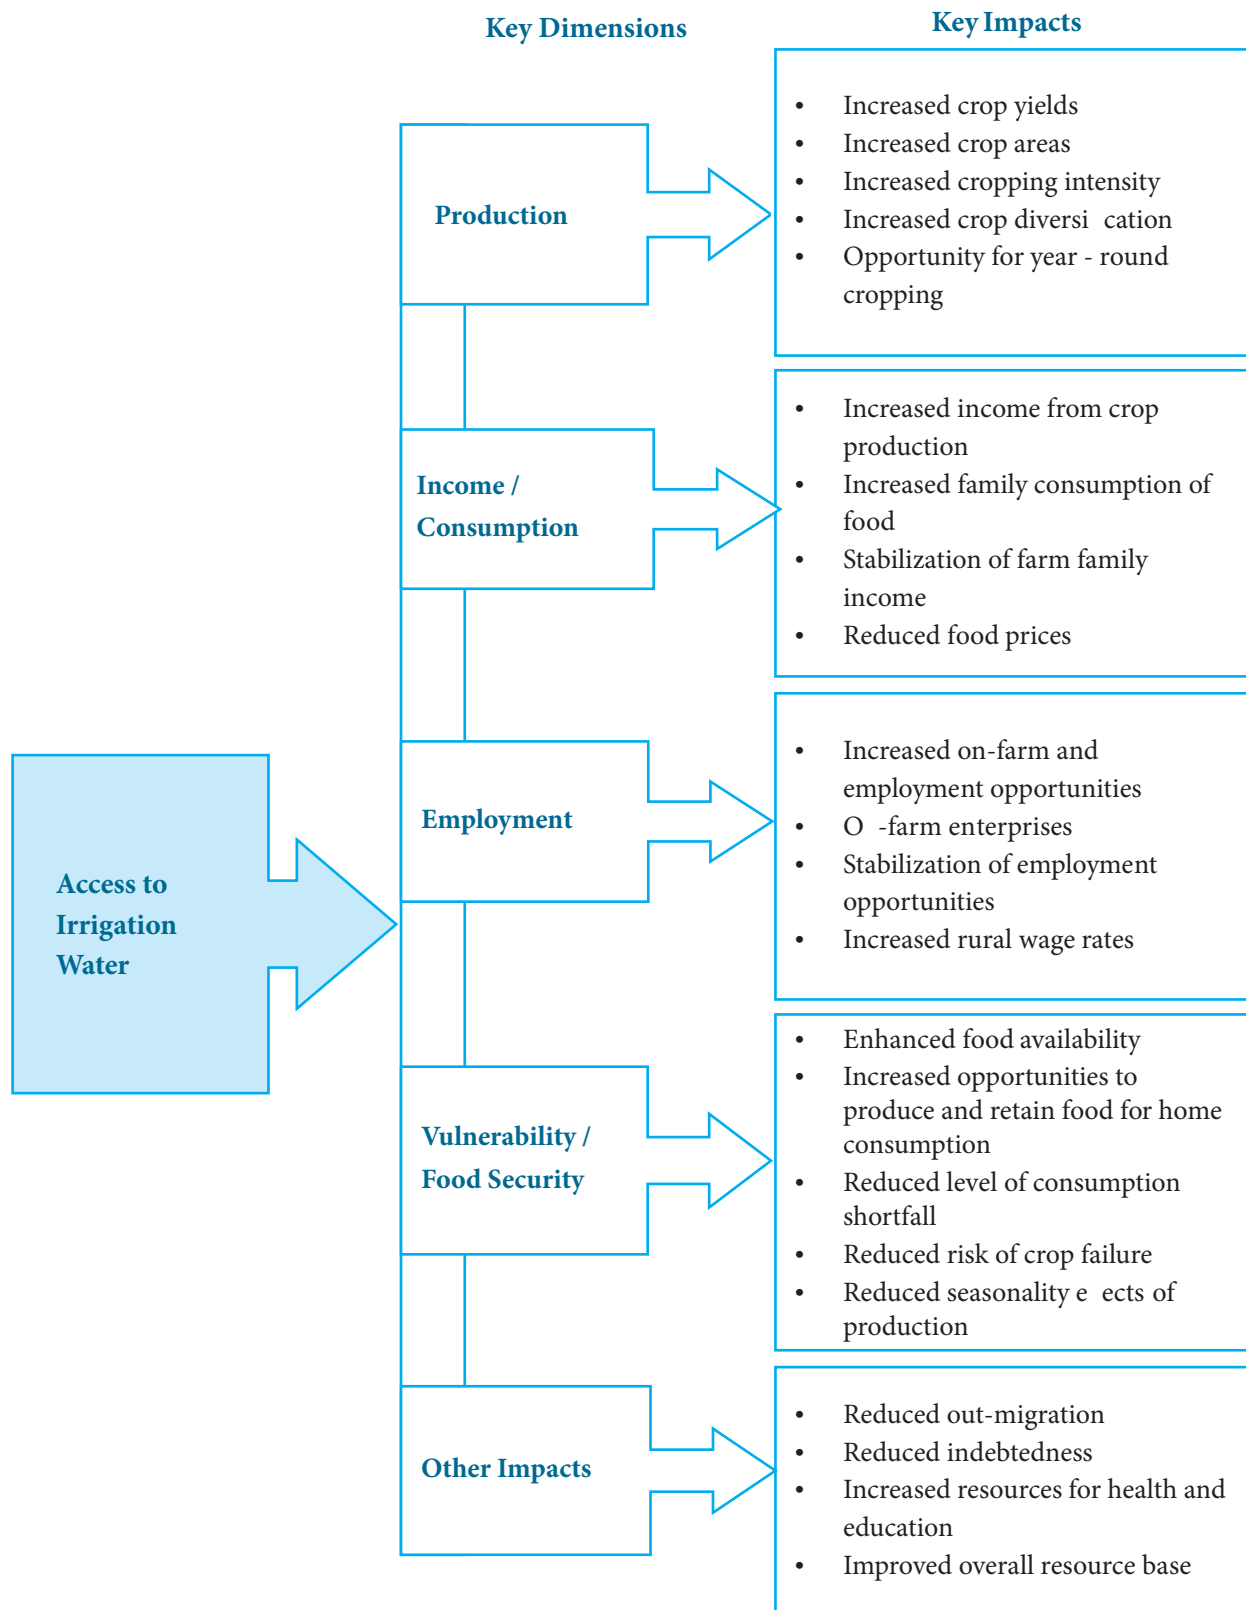 Key Dimensions
Key Impacts
Access to
Irrigation
Water
Production
• Increased crop yields
• Increased crop areas
• Increased cropping intensity
• Increased crop diversi cation
• Opportunity for year - round
cropping
Income /
Consumption
• Increased income from crop
production
• Increased family consumption of
food
• Stabilization of farm family
income
• Reduced food prices
Employment
• Increased on-farm and
employment opportunities
• O -farm enterprises
• Stabilization of employment
opportunities
• Increased rural wage rates
Vulnerability /
Food Security
• Enhanced food availability
• Increased opportunities to
produce and retain food for home
consumption
• Reduced level of consumption
shortfall
• Reduced risk of crop failure
• Reduced seasonality e ects of
production
Other Impacts
• Reduced out-migration
• Reduced indebtedness
• Increased resources for health and
education
• Improved overall resource base